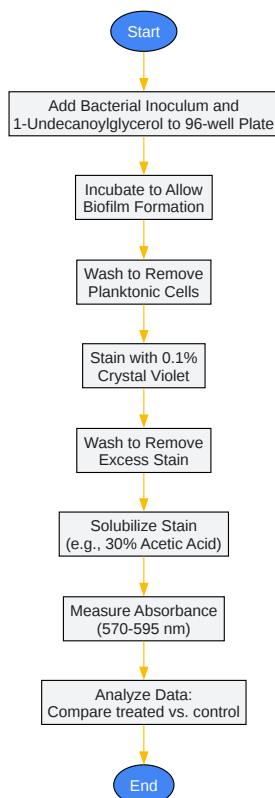 Start
Add Bacterial Inoculum and
1-Undecanoylglycerol to 96-well Plate
Incubate to Allow
Biofilm Formation
Wash to Remove
Planktonic Cells
Stain with 0.1%
Crystal Violet
Wash to Remove
Excess Stain
Solubilize Stain
(e.g., 30% Acetic Acid)
Measure Absorbance
(570-595 nm)
Analyze Data:
Compare treated vs. control
End